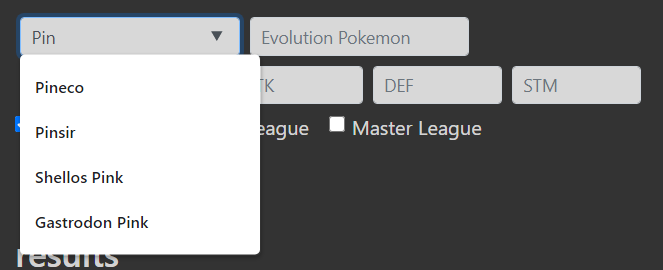 Pin Evolution Pokemon
Pineco
TK DEF STM
Pinsir
eague Master League
Shellos Pink
Gastrodon Pink
results